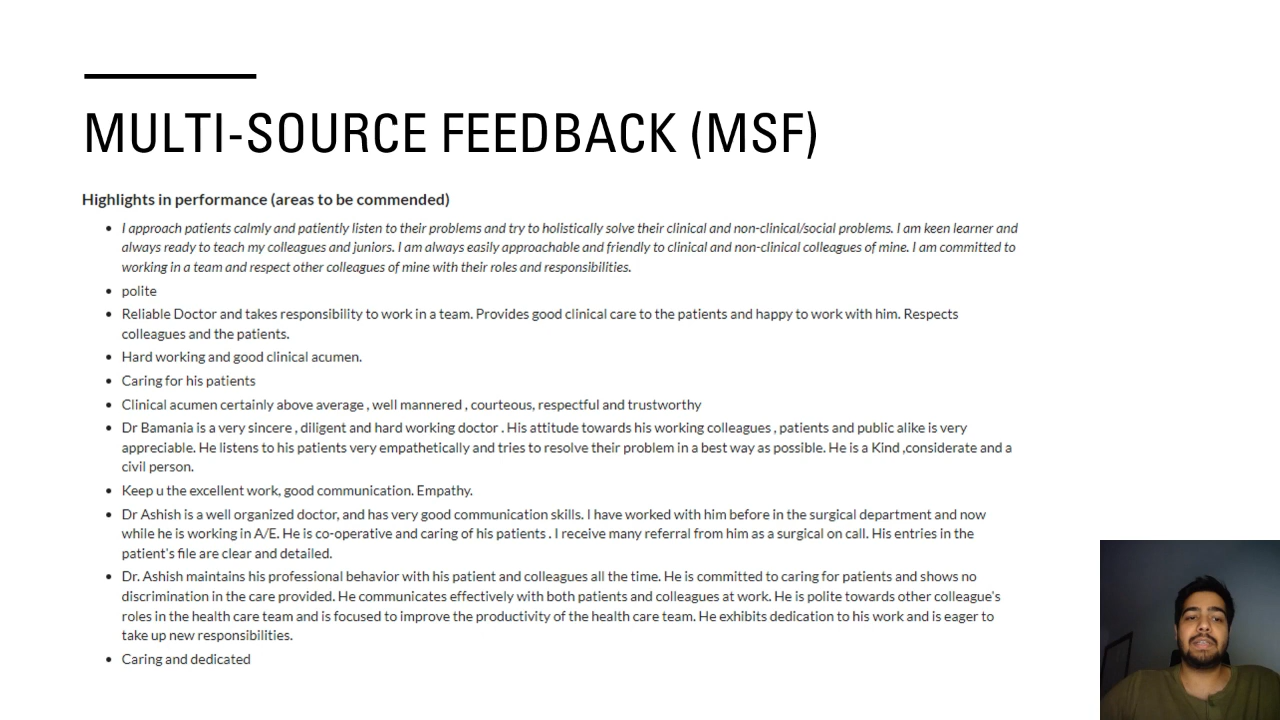 MULTI-SOURCE FEEDBACK (MSF)
Highlights in performance (areas to be commended)
• I approach patients calmly and patiently listen to their problems and try to holistically solve their clinical and non-clinical/social problems. I am keen learner and
always ready to teach my colleagues and juniors. I am always easily approachable and friendly to clinical and non-clinical colleagues of mine. I am committed to
working in a team and respect other colleagues of mine with their roles and responsibilities.
• polite
• Reliable Doctor and takes responsibility to work in a team. Provides good clinical care to the patients and happy to work with him. Respects
colleagues and the patients.
• Hard working and good clinical acumen.
• Caring for his patients
• Clinical acumen certainly above average , well mannered , courteous, respectful and trustworthy
• Dr Bamania is a very sincere , diligent and hard working doctor . His attitude towards his working colleagues , patients and public alike is very
appreciable. He listens to his patients very empathetically and tries to resolve their problem in a best way as possible. He is a Kind ,considerate and a
civil person.
• Keep u the excellent work, good communication. Empathy.
• Dr Ashish is a well organized doctor, and has very good communication skills. I have worked with him before in the surgical department and now
while he is working in A/E. He is co-operative and caring of his patients . I receive many referral from him as a surgical on call. His entries in the
patient's file are clear and detailed.
• Dr. Ashish maintains his professional behavior with his patient and colleagues all the time. He is committed to caring for patients and shows no
discrimination in the care provided. He communicates effectively with both patients and colleagues at work. He is polite towards other colleague's
roles in the health care team and is focused to improve the productivity of the health care team. He exhibits dedication to his work and is eager to
take up new responsibilities.
• Caring and dedicated